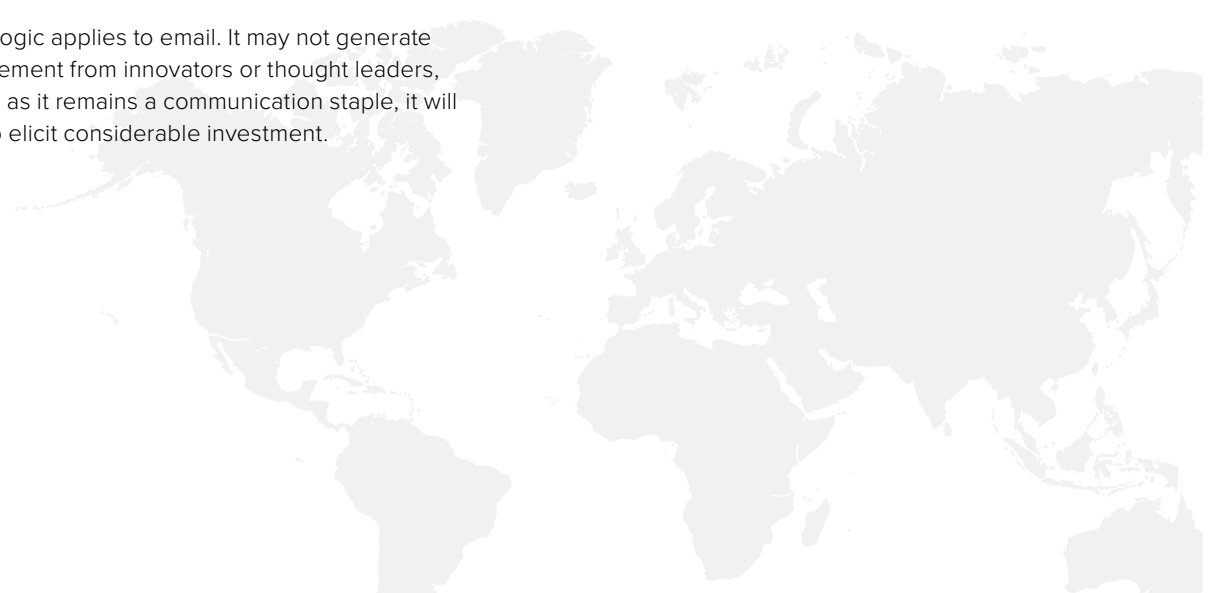 ogic applies to email. It may not generate
ement from innovators or thought leaders,
as it remains a communication staple, it will
elicit considerable investment.